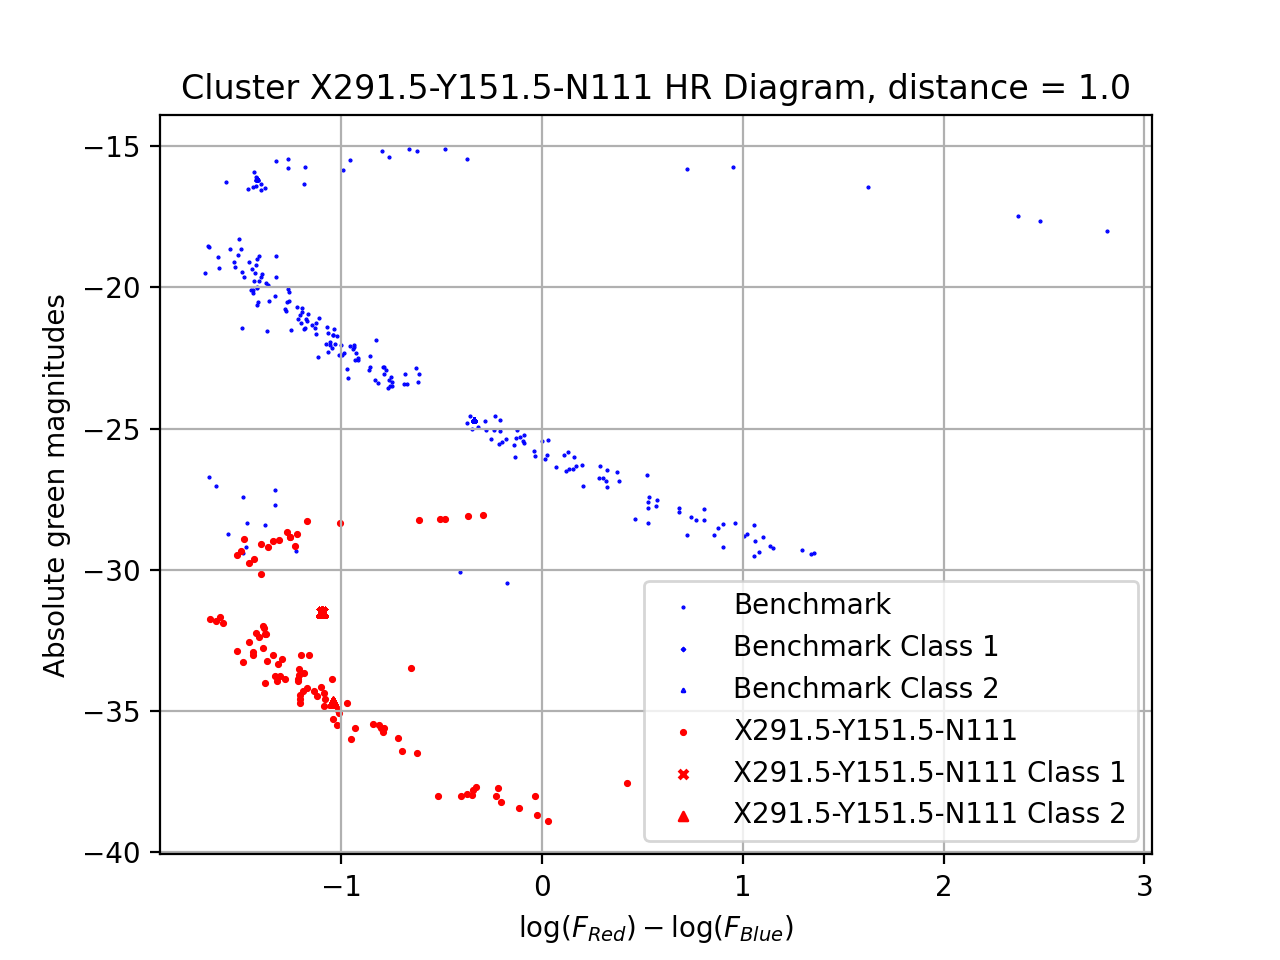 Cluster X291.5-Y151.5-N111 HR Diagram, distance = 1.0
Absolute green magnitudes
−15
−20
−25
−30
−35
−40
Benchmark
Benchmark Class 1
Benchmark Class 2
X291.5-Y151.5-N111
X291.5-Y151.5-N111 Class 1
X291.5-Y151.5-N111 Class 2
−1 0 1 2 3
log(F_Red) − log(F_Blue)